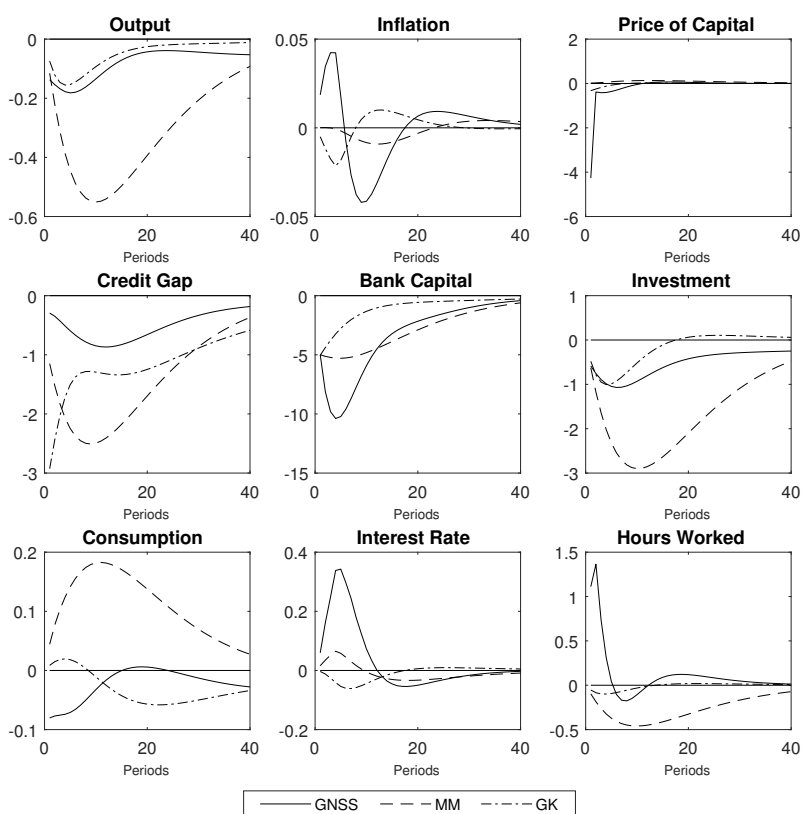 Output
Inflation
Price of Capital
0
-0.2
-0.4
-0.6
0 20 40
Periods
0.05
0
-0.05
0 20 40
Periods
2
0
-2
-4
-6
0 20 40
Periods
Credit Gap
Bank Capital
Investment
0
-1
-2
-3
0 20 40
Periods
0
-5
-10
-15
0 20 40
Periods
1
0
-1
-2
-3
0 20 40
Periods
Consumption
Interest Rate
Hours Worked
0.2
0.1
0
-0.1
0 20 40
Periods
0.4
0.2
0
-0.2
0 20 40
Periods
1.5
1
0.5
0
-0.5
0 20 40
Periods
GNSS MM GK